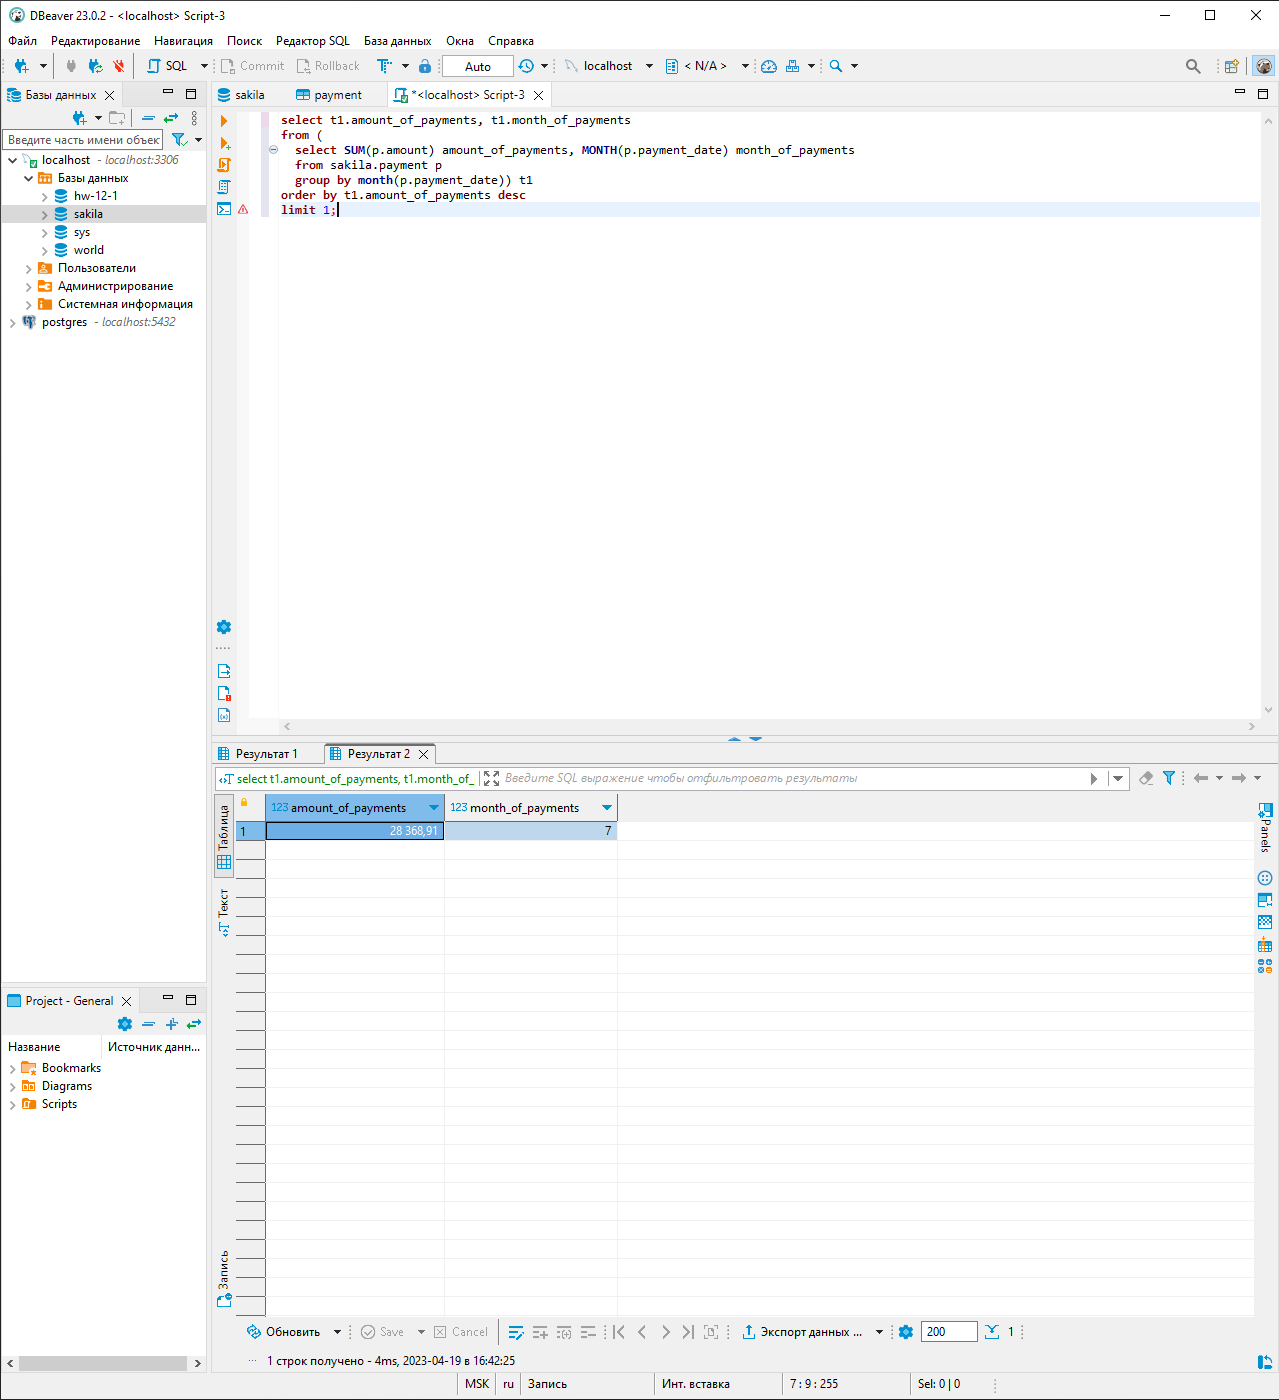 DBeaver 23.0.2 - <localhost> Script-3
Файл Редактирование Навигация Поиск Редактор SQL База данных Окна Справка
SQL Commit Rollback Auto localhost < N/A >
Базы данных
Введите часть имени объек
localhost - localhost:3306
Базы данных
hw-12-1
sakila
sys
world
Пользователи
Администрирование
Системная информация
postgres - localhost:5432
sakila payment *<localhost> Script-3
select t1.amount_of_payments, t1.month_of_payments
from (
select SUM(p.amount) amount_of_payments, MONTH(p.payment_date) month_of_payments
from sakila.payment p
group by month(p.payment_date)) t1
order by t1.amount_of_payments desc
limit 1;
Результат 1 Результат 2
select t1.amount_of_payments, t1.month_of_ Введите SQL выражение чтобы отфильтровать результаты
Таблица
Текст
Запись
123 amount_of_payments 123 month_of_payments
1 28 368,91 7
Panels
Project - General
Название Источник данн...
Bookmarks
Diagrams
Scripts
Обновить Save Cancel Экспорт данных ... 200 1
1 строк получено - 4ms, 2023-04-19 в 16:42:25
MSK ru Запись Инт. вставка 7 : 9 : 255 Sel: 0 | 0